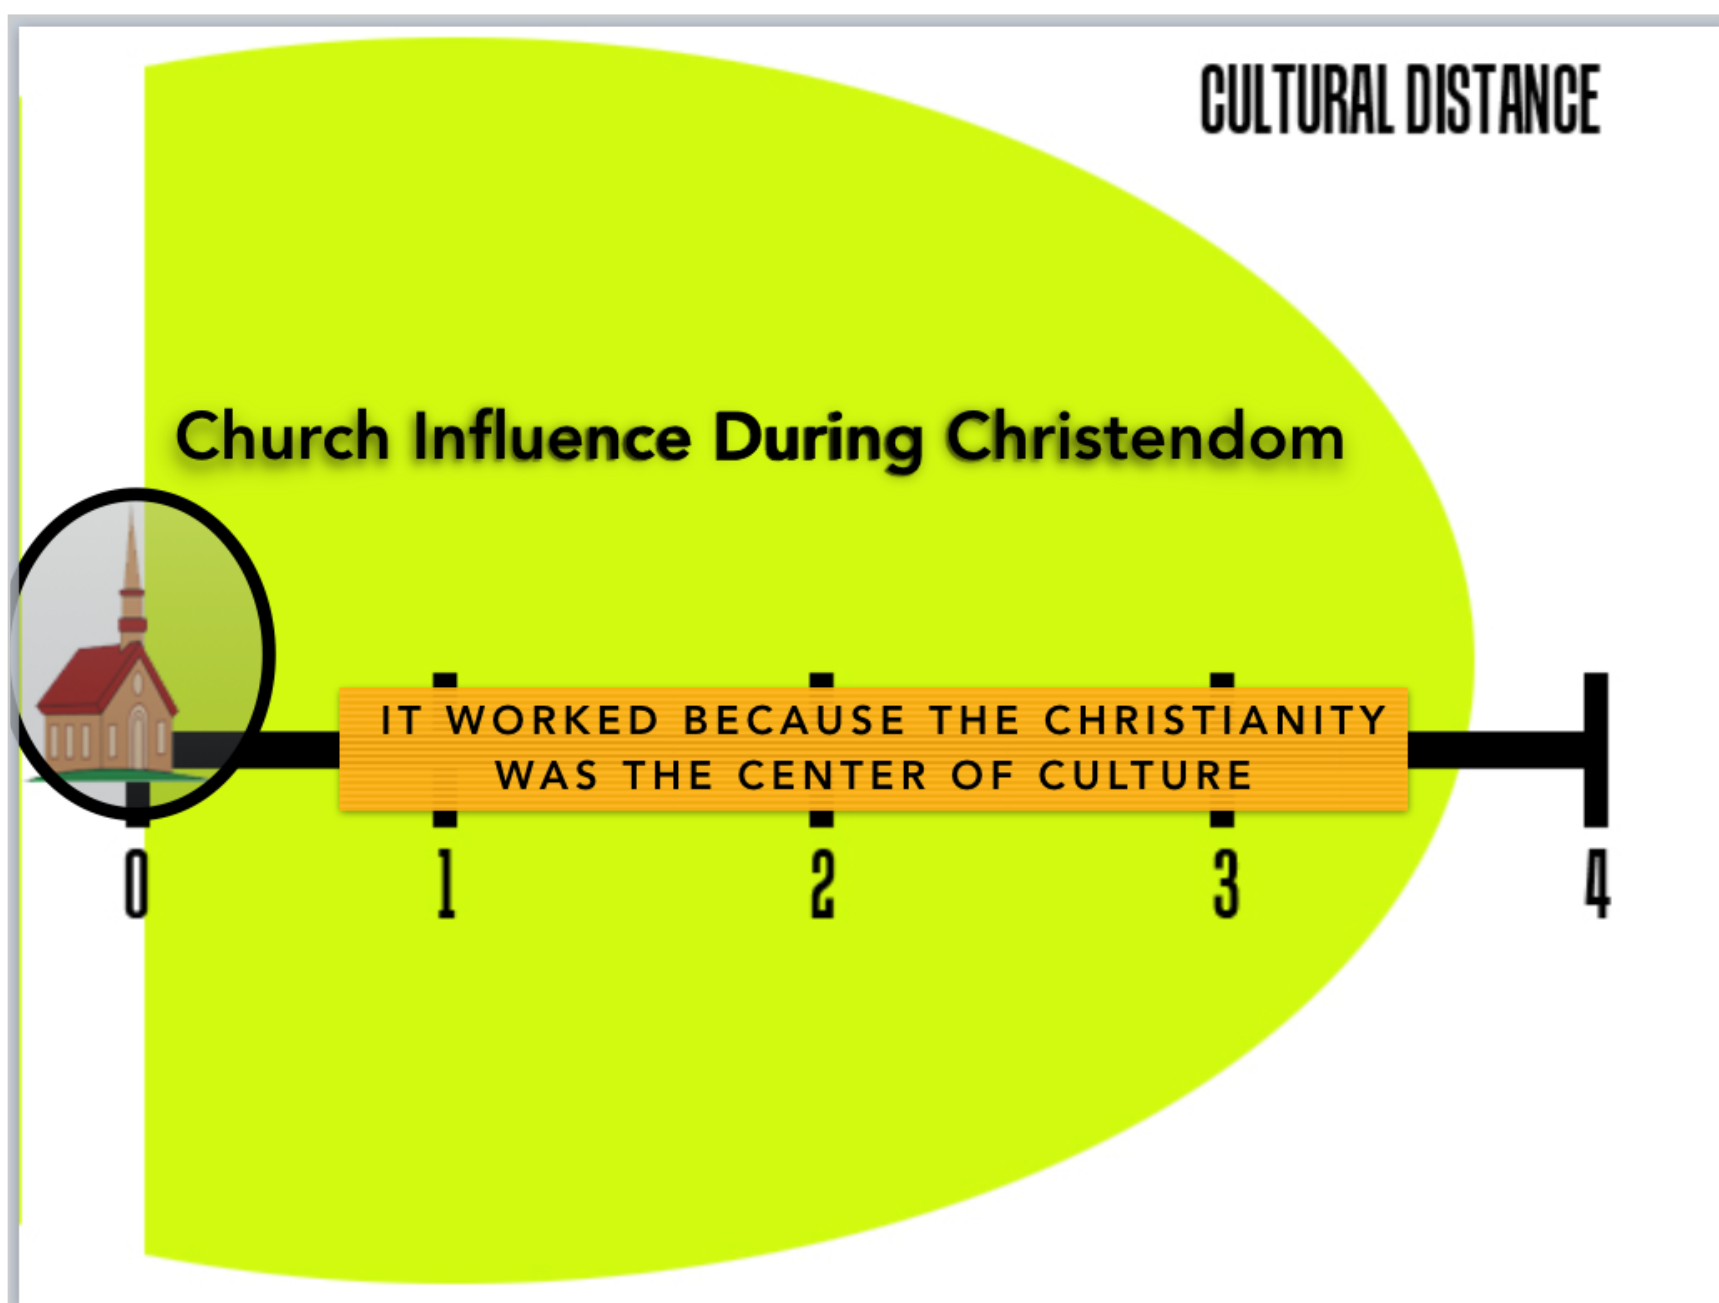 CULTURAL DISTANCE
Church Influence During Christendom
IT WORKED BECAUSE THE CHRISTIANITY
WAS THE CENTER OF CULTURE
0 1 2 3 4